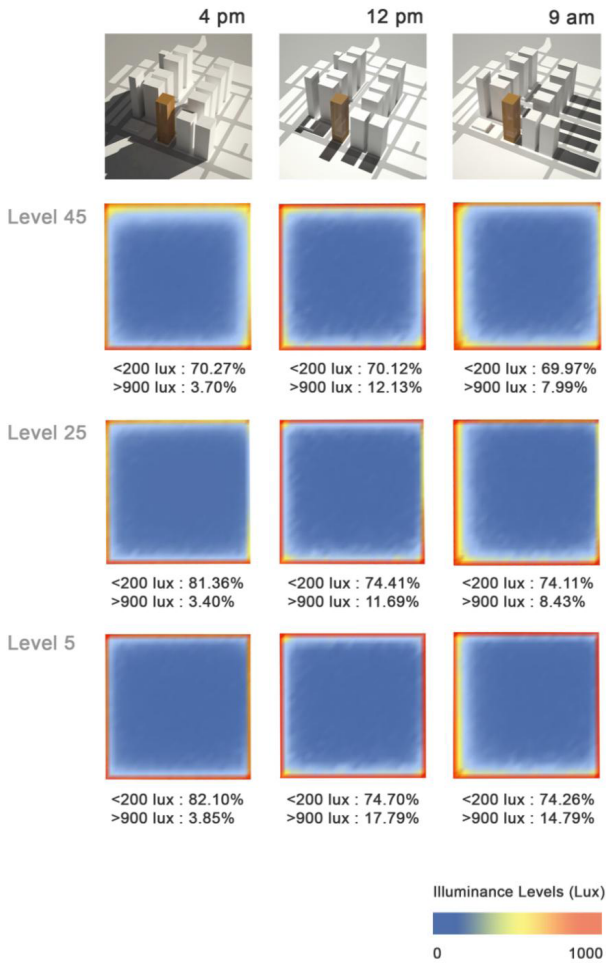 4 pm 12 pm 9 am
Level 45
<200 lux : 70.27% <200 lux : 70.12% <200 lux : 69.97%
>900 lux : 3.70% >900 lux : 12.13% >900 lux : 7.99%
Level 25
<200 lux : 81.36% <200 lux : 74.41% <200 lux : 74.11%
>900 lux : 3.40% >900 lux : 11.69% >900 lux : 8.43%
Level 5
<200 lux : 82.10% <200 lux : 74.70% <200 lux : 74.26%
>900 lux : 3.85% >900 lux : 17.79% >900 lux : 14.79%
Illuminance Levels (Lux)
0 1000